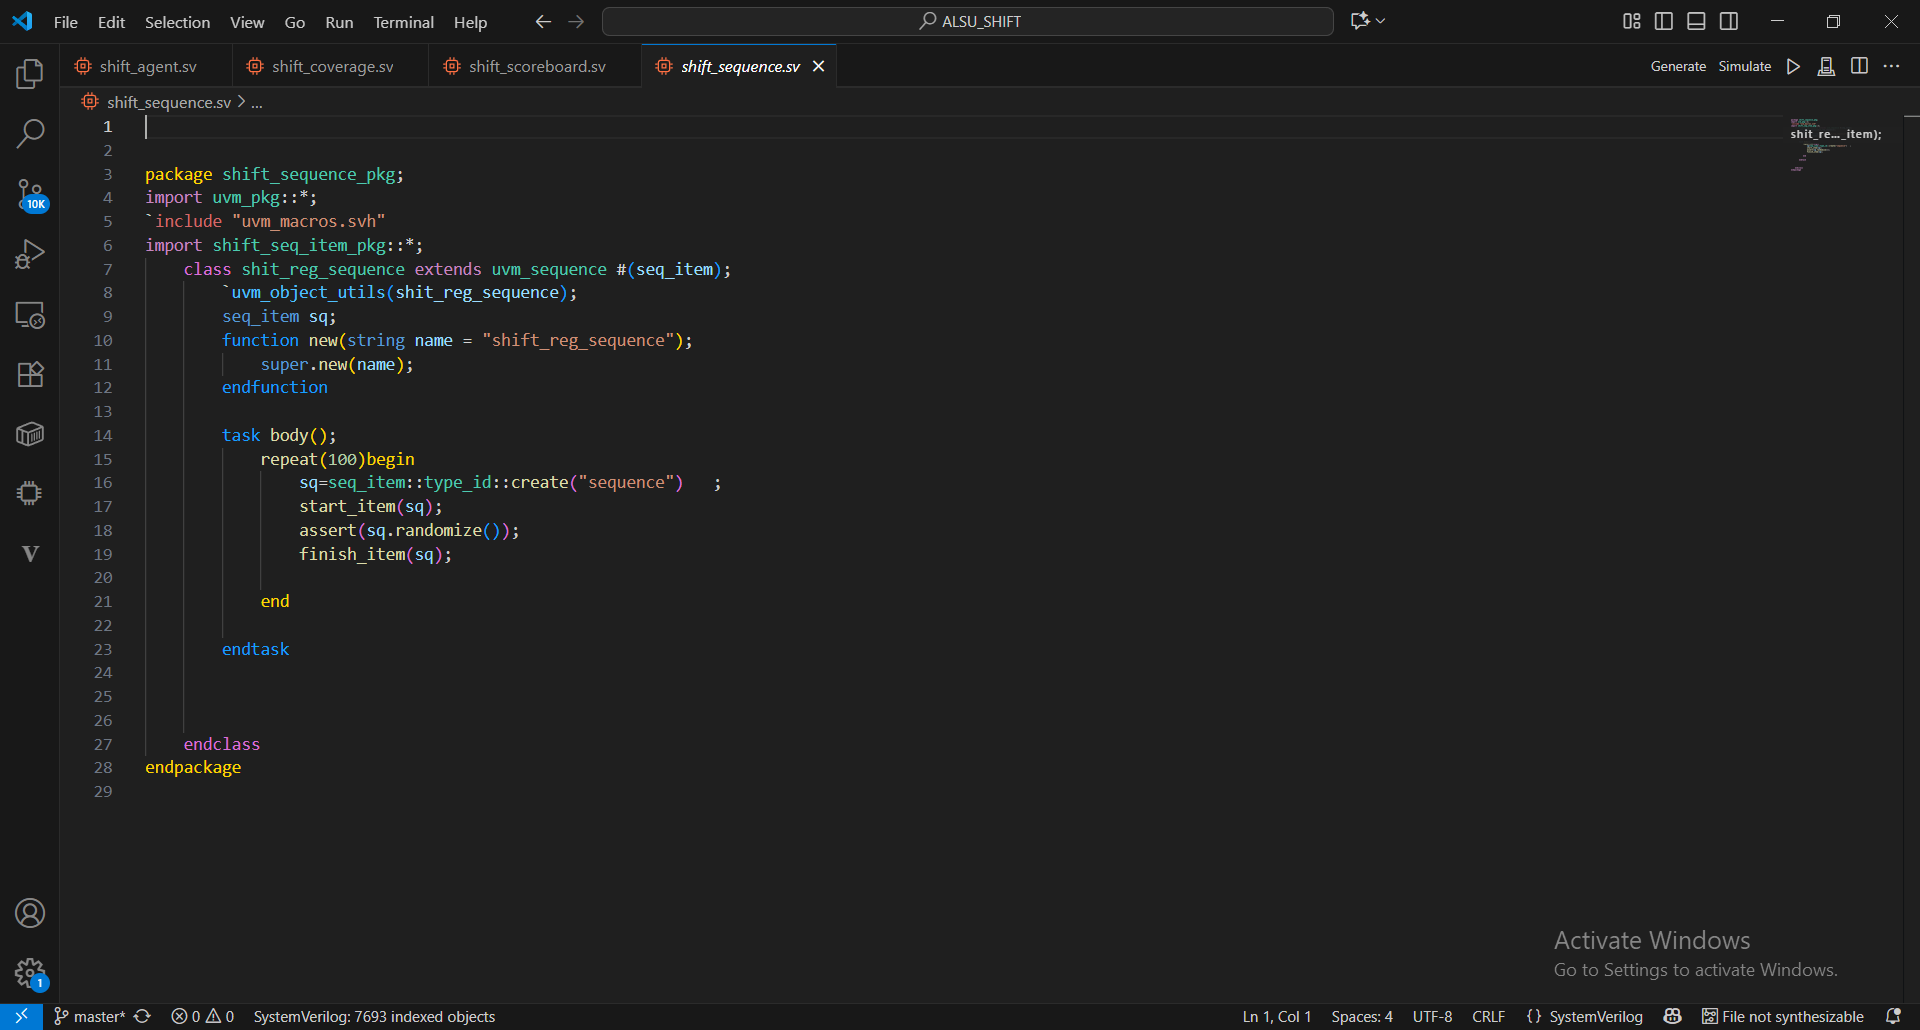 File Edit Selection View Go Run Terminal Help
ALSU_SHIFT
shift_agent.sv shift_coverage.sv shift_scoreboard.sv shift_sequence.sv
Generate Simulate
shift_sequence.sv > ...
1
2
3 package shift_sequence_pkg;
4 import uvm_pkg::*;
5 `include "uvm_macros.svh"
6 import shift_seq_item_pkg::*;
7 class shit_reg_sequence extends uvm_sequence #(seq_item);
8 `uvm_object_utils(shit_reg_sequence);
9 seq_item sq;
10 function new(string name = "shift_reg_sequence");
11 super.new(name);
12 endfunction
13
14 task body();
15 repeat(100)begin
16 sq=seq_item::type_id::create("sequence")   ;
17 start_item(sq);
18 assert(sq.randomize());
19 finish_item(sq);
20
21 end
22
23 endtask
24
25
26
27 endclass
28 endpackage
29
shit_re..._item);
10K
V
1
Activate Windows
Go to Settings to activate Windows.
master* 0 0 SystemVerilog: 7693 indexed objects
Ln 1, Col 1 Spaces: 4 UTF-8 CRLF {} SystemVerilog File not synthesizable